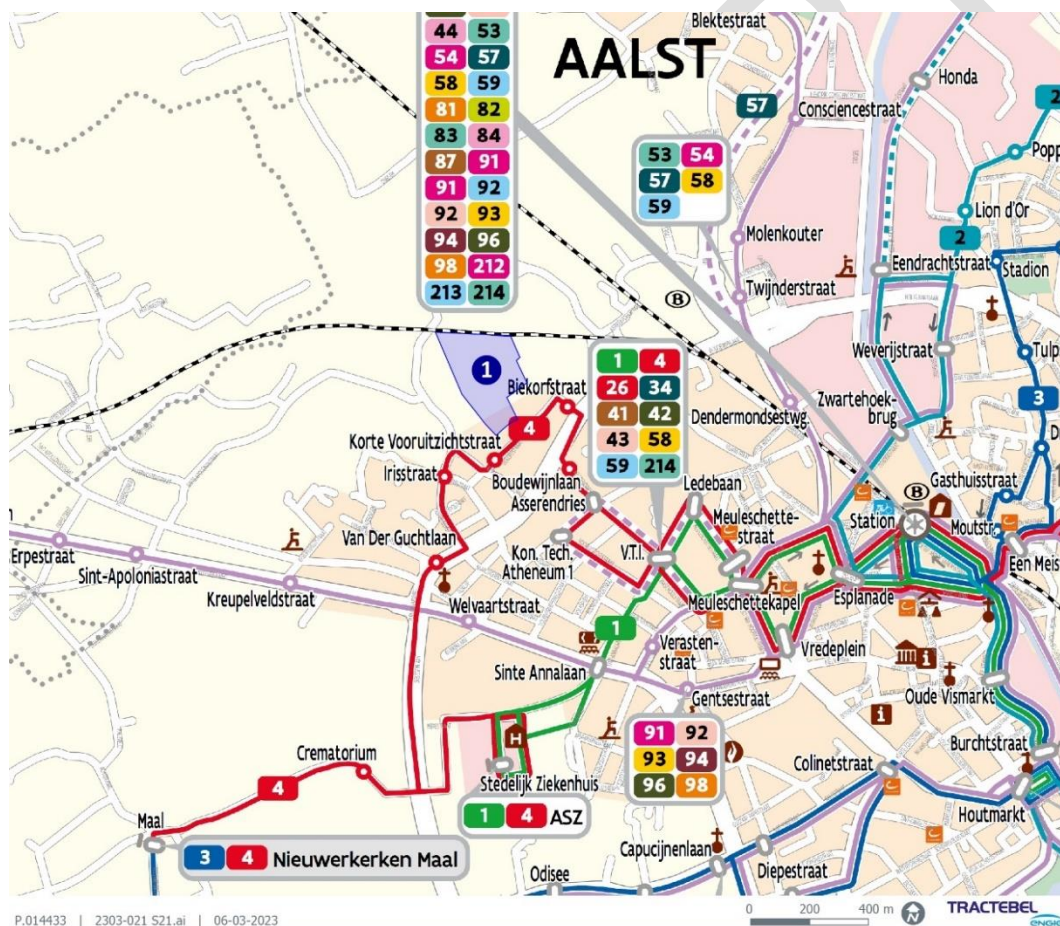 Blektestraat
44 53
AALST
54 57
Honda
58 59
57
Consciencestraat
2
81 82
83 84
53 54
87 91
57 58
Lion d'Or
91 92
59
2
92 93
Molenkouter
94 96
Eendrachtstraat
Stadion
98 212
B
Twijnderstraat
213 214
1
1 4
Weverijstraat
Biekorfstraat
26 34
3
4
41 42
Dendermondsestwg.
Zwartehoek-
brug
Korte Vooruitzichtstraat
43 58
Irisstraat
59 214
Boudewijnlaan
Asserendries
Ledebaan
Gasthuisstraat
B
Meuleschette-
straat
Station
Moutstr.
Van Der Guchtlaan
Kon. Tech.
Atheneum 1
V.T.I.
Erpestraat
Sint-Apoloniastraat
Een Meis
Kreupelveldstraat
Welvaartstraat
Meuleschettekapel
Esplanade
1
Verasten-
straat
Vredeplein
Sinte Annalaan
Gentsestraat
Oude Vismarkt
H
91 92
93 94
96 98
Burchtstraat
Crematorium
Colinetstraat
4
Stedelijk Ziekenhuis
Houtmarkt
1 4 ASZ
Maal
3 4 Nieuwerkerken Maal
Capucijnenlaan
Diepestraat
Odisee
P.014433 | 2303-021 S21.ai | 06-03-2023
0 200 400 m
N
TRACTEBEL
ENGIE